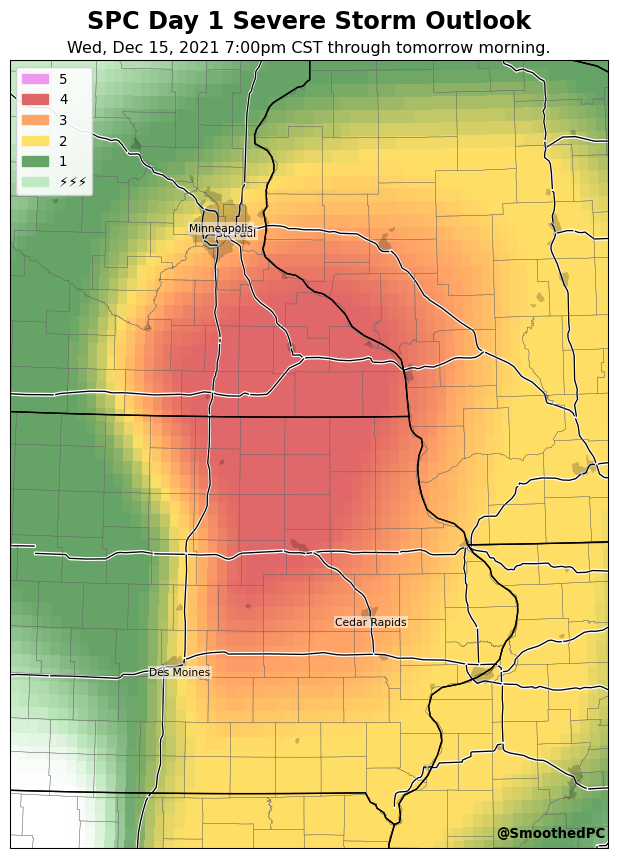 SPC Day 1 Severe Storm Outlook
Wed, Dec 15, 2021 7:00pm CST through tomorrow morning.
5
4
3
2
1
⚡⚡⚡
Minneapolis
St. Paul
Cedar Rapids
Des Moines
@SmoothedPC